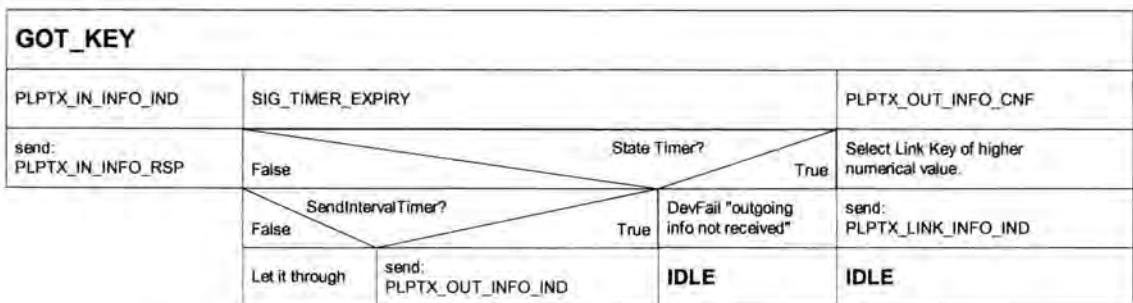 GOT_KEY
PLPTX_IN_INFO_IND
SIG_TIMER_EXPIRY
PLPTX_OUT_INFO_CNF
send:
PLPTX_IN_INFO_RSP
State Timer?
False
True
Select Link Key of higher
numerical value.
SendIntervalTimer?
False
True
DevFail "outgoing
info not received"
send:
PLPTX_LINK_INFO_IND
Let it through
send:
PLPTX_OUT_INFO_IND
IDLE
IDLE